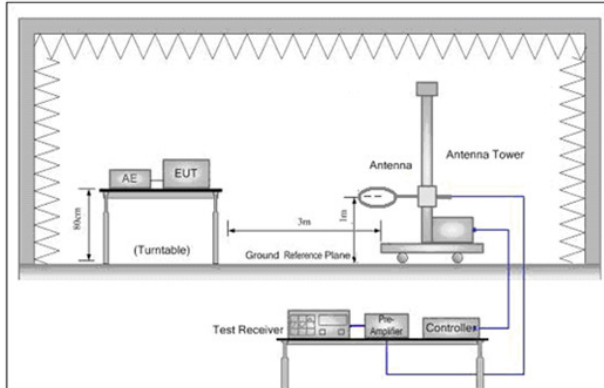 Antenna Tower
Antenna
AE
EUT
80cm
3m
1m
(Turntable)
Ground Reference Plane
Test Receiver
Pre-
Amplifier
Controller